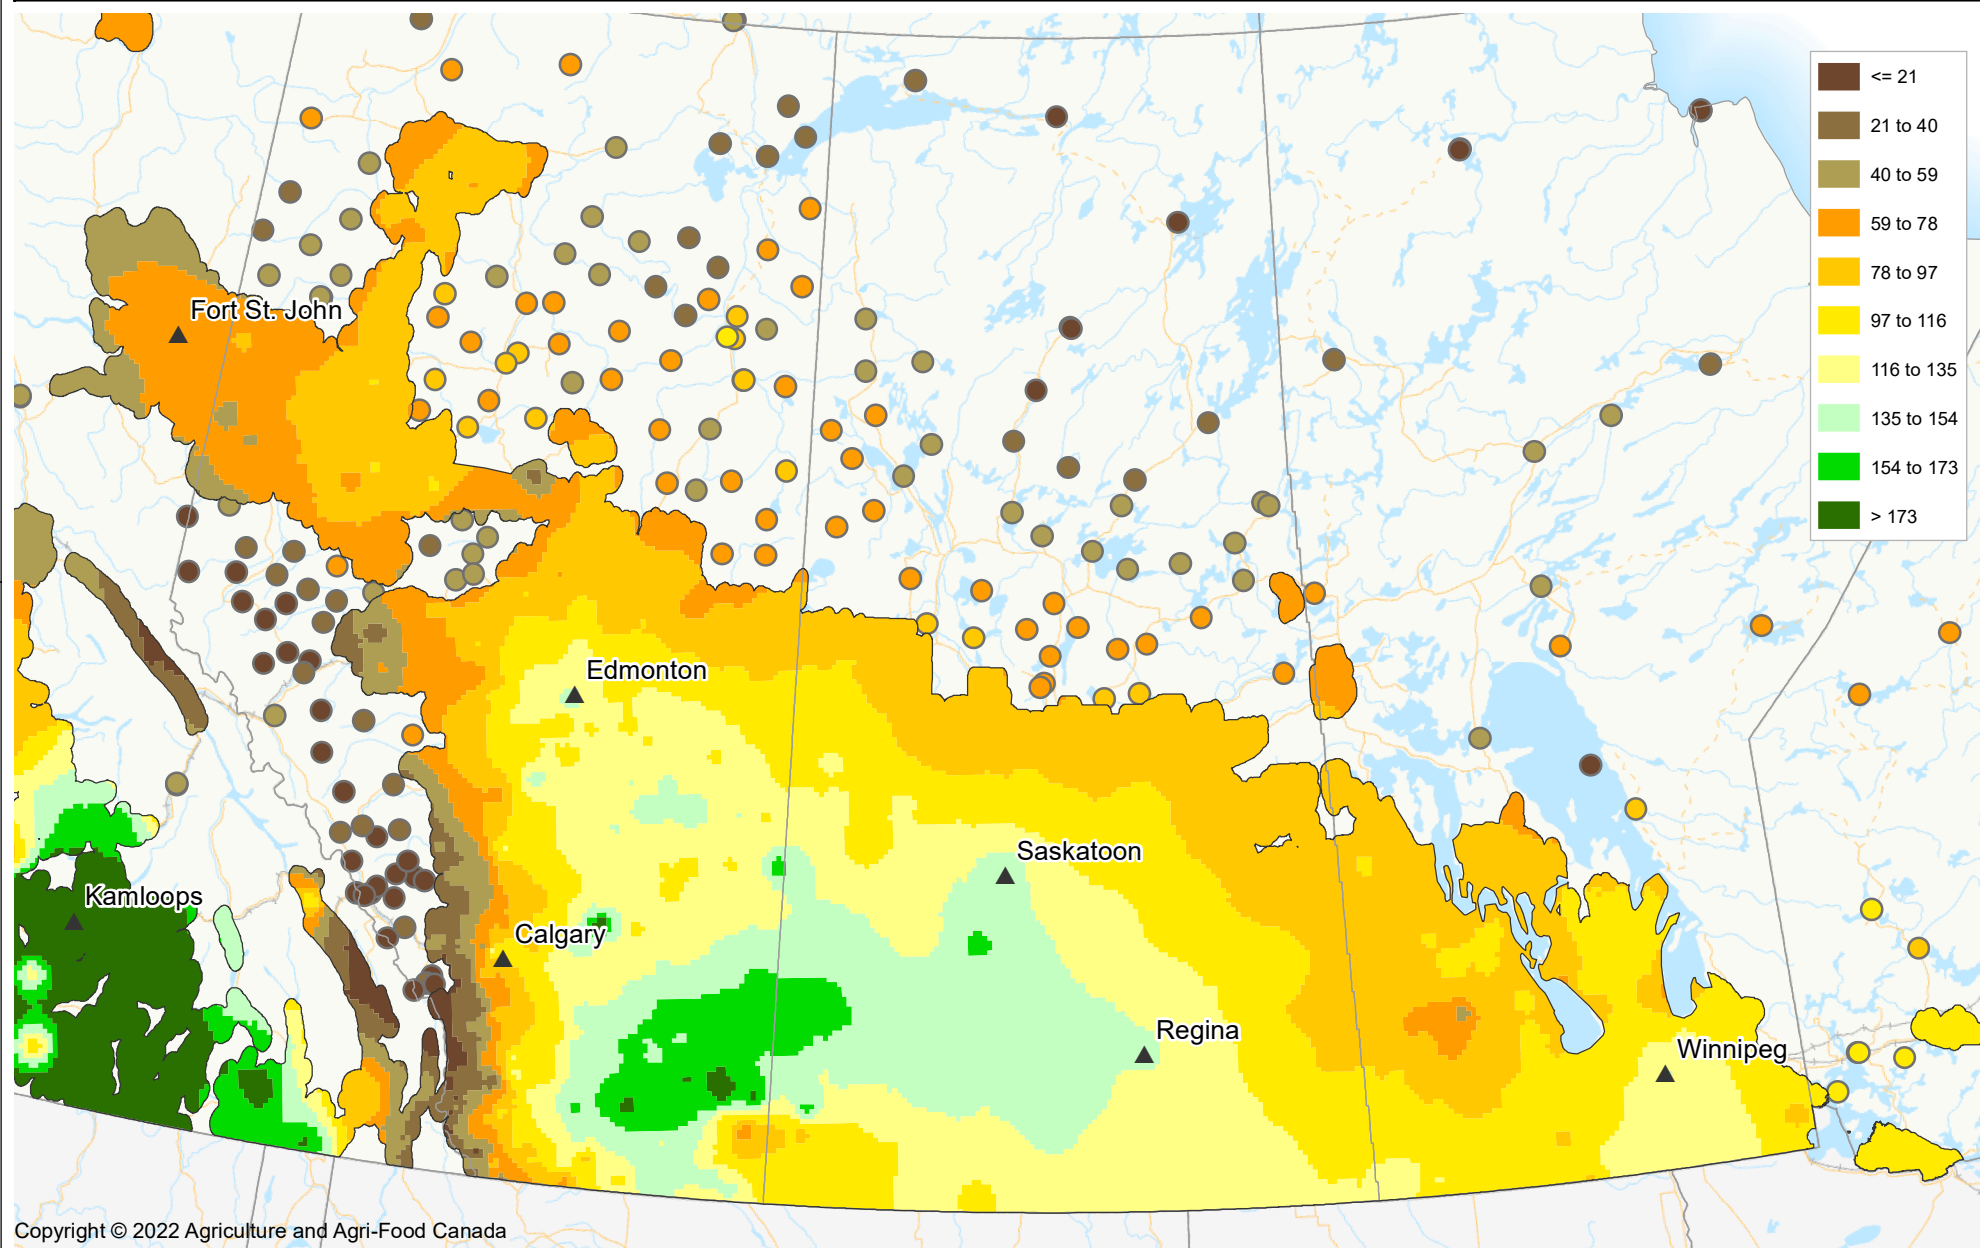 <= 21
21 to 40
40 to 59
59 to 78
78 to 97
97 to 116
116 to 135
135 to 154
154 to 173
> 173
Fort St. John
Edmonton
Saskatoon
Kamloops
Calgary
Regina
Winnipeg
Copyright © 2022 Agriculture and Agri-Food Canada